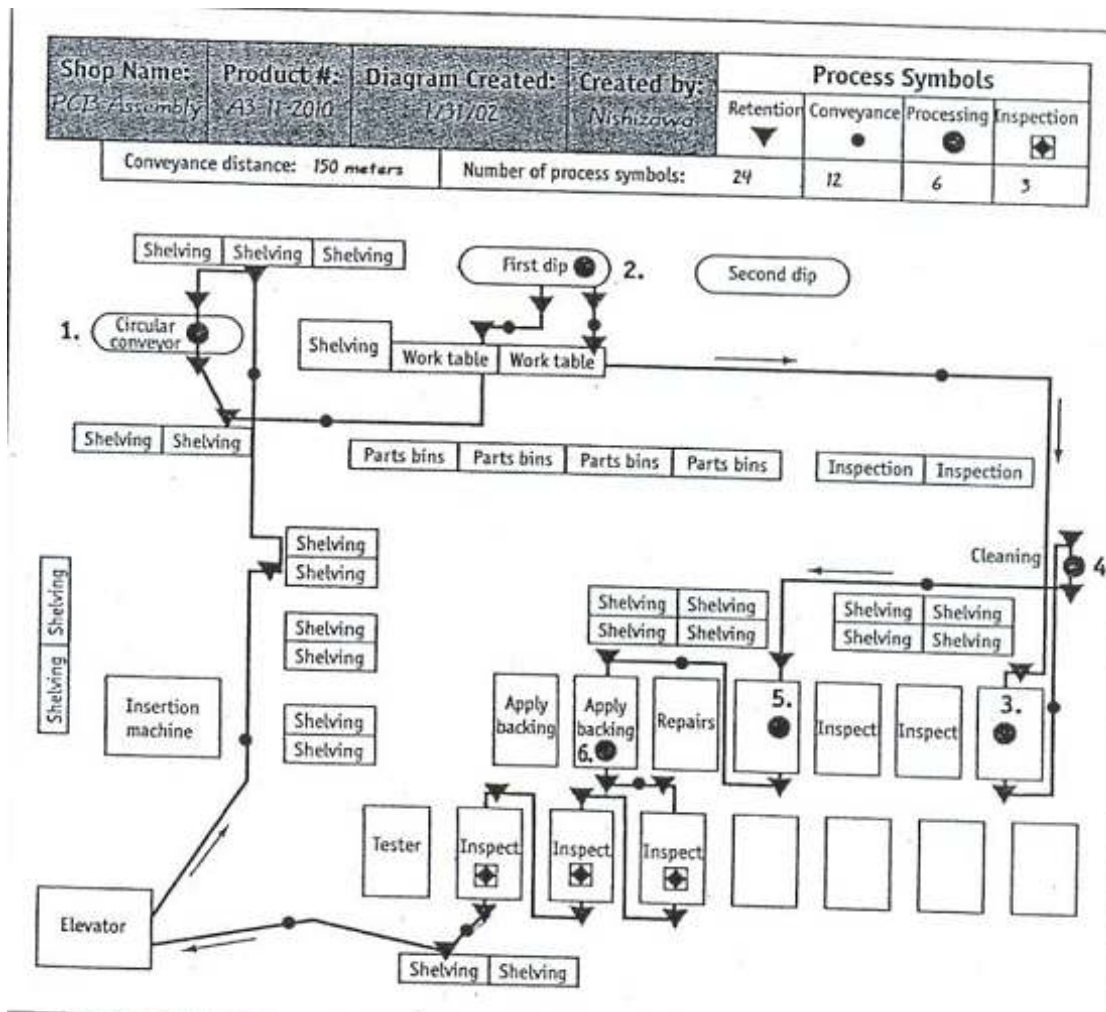 Shop Name: Product #: Diagram Created: Created by: Process Symbols
PCB Assembly A3-11-2010 1/31/02 Nishizawa Retention Conveyance Processing Inspection
Conveyance distance: 150 meters Number of process symbols: 24 12 6 3
Shelving Shelving Shelving
First dip 2.
Second dip
1. Circular conveyor
Shelving Work table Work table
Shelving Shelving
Parts bins Parts bins Parts bins Parts bins
Inspection Inspection
Shelving
Shelving
Cleaning 4
Shelving Shelving
Shelving Shelving
Shelving Shelving
Shelving Shelving
Shelving
Shelving
Shelving
Shelving
Insertion machine
Shelving
Shelving
Apply backing
Apply backing
6.
Repairs
5.
Inspect
Inspect
3.
Tester
Inspect
Inspect
Inspect
Elevator
Shelving Shelving